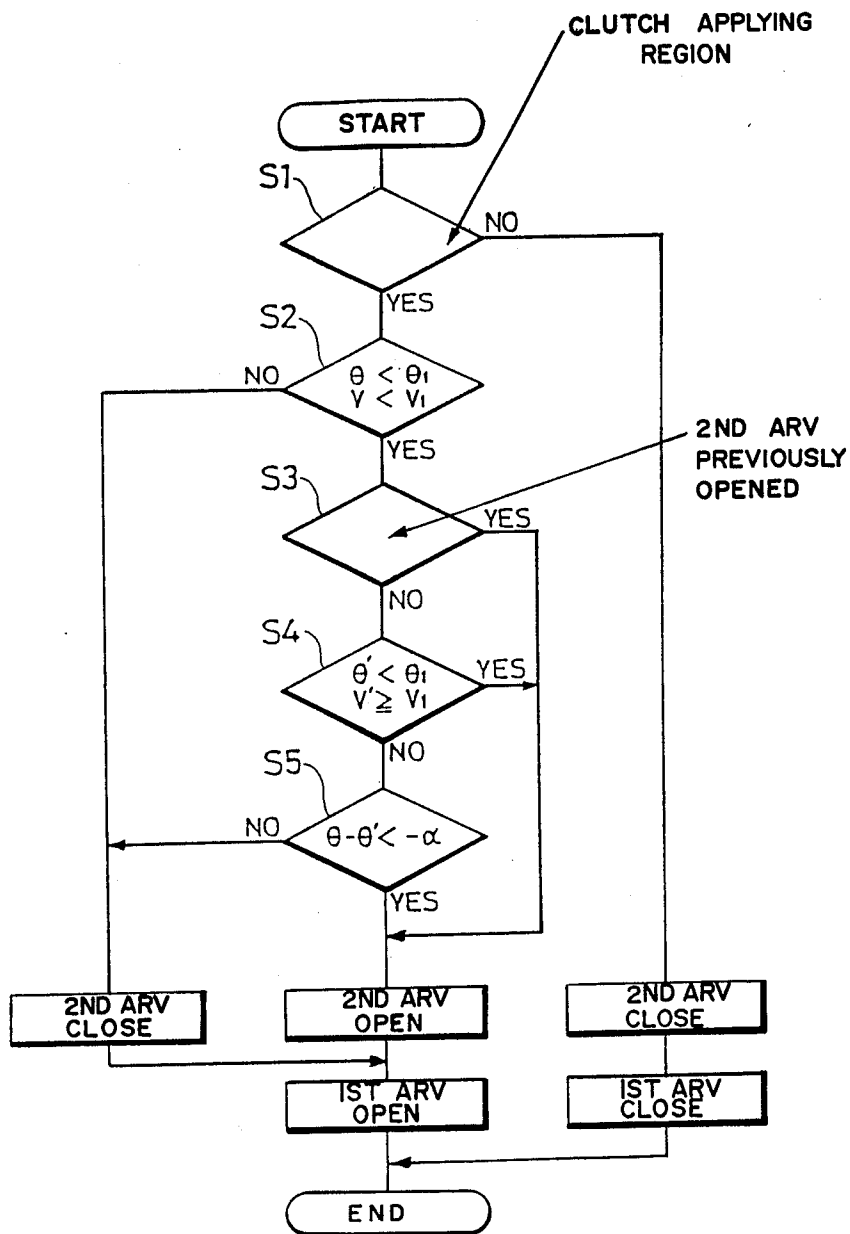 CLUTCH APPLYING
REGION
START
S1
NO
YES
S2
NO
θ < θ₁
V < V₁
YES
2ND ARV
PREVIOUSLY
OPENED
S3
YES
NO
S4
θ' < θ₁
V' ≧ V₁
YES
NO
S5
NO
θ-θ' < -α
YES
2ND ARV
CLOSE
2ND ARV
OPEN
2ND ARV
CLOSE
1ST ARV
OPEN
1ST ARV
CLOSE
END